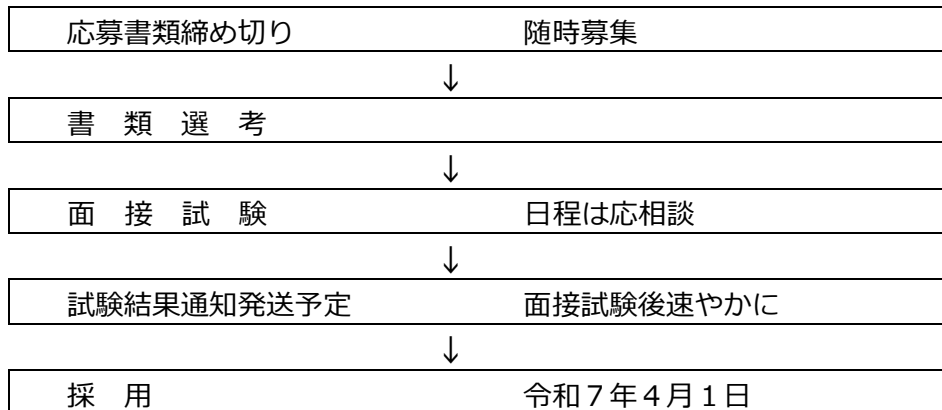 応募書類締め切り　　　　随時募集
↓
書　類　選　考
↓
面　接　試　験　　　　日程は応相談
↓
試験結果通知発送予定　　　　面接試験後速やかに
↓
採　用　　　　令和７年４月１日